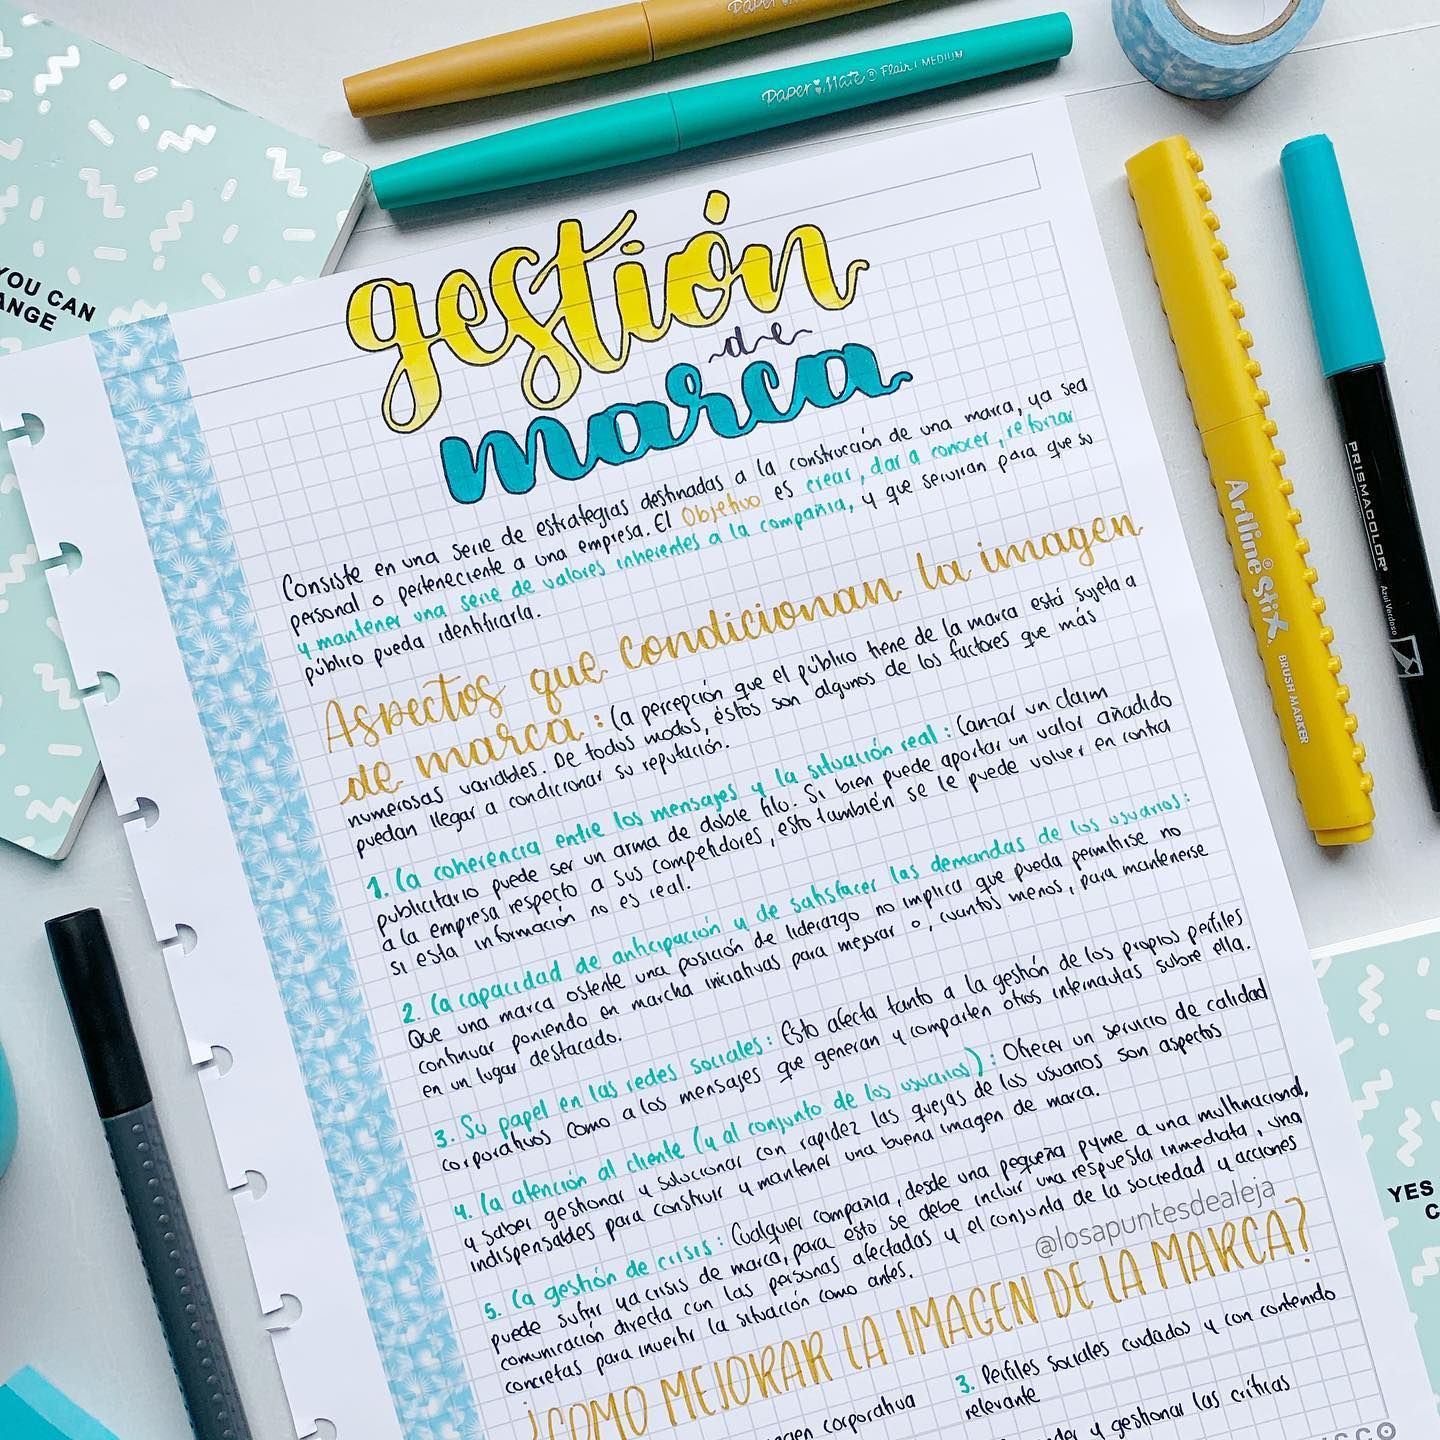 Paper Mate
Paper Mate Flair | MEDIUM
YOU CAN
ANGE
gestión
de
marca
Consiste en una serie de estrategias destinadas a la construcción de una marca, ya sea
personal o perteneciente a una empresa. El Objetivo es crear, dar a conocer, reforzar
y mantener una serie de valores inherentes a la compañía, y que serviran para que su
público pueda identificarla.
Aspectos que condicionan la imagen
de marca: La percepción que el público tiene de la marca está sujeta a
numerosas variables. De todos modos, éstos son algunos de los factores que más
puedan llegar a condicionar su reputación.
1. La coherencia entre los mensajes y la situación real: Lanzar un claim
publicitario puede ser un arma de doble filo. Si bien puede aportar un valor añadido
a la empresa respecto a sus competidores, esto también se le puede volver en contra
si esta información no es real.
2. La capacidad de anticipación y de satisfacer las demandas de los usuarios:
Que una marca ostente una posición de liderazgo no implica que pueda permitirse no
continuar poniendo en marcha iniciativas para mejorar o, cuantos menos, para mantenerse
en un lugar destacado.
3. Su papel en las redes sociales: Esto afecta tanto a la gestión de los propios perfiles
corporativos como a los mensajes que generan y comparten otros internautas subre ella.
4. La atención al cliente (y al conjunto de los usuarios): Ofrecer un servicio de calidad
y saber gestionar y solucionar con rapidez las quejas de los usuarios son aspectos
indispensables para construir y mantener una buena imagen de marca.
5. La gestión de crisis: Cualquier compañía, desde una pequeña pyme a una multinacional,
puede sufrir ya crisis de marca, para esto se debe incluir una respuesta inmediata, una
comunicación directa con las personas afectadas y el conjunto de la sociedad y acciones
concretas para invertir la situación como antes.
@losapuntesdealeja
¿COMO MEJORAR LA IMAGEN DE LA MARCA?
corporativa
3. Perfiles sociales cuidados y con contenido
relevante
y gestionar las críticas
Artline Stix BRUSH MARKER
PRISMACOLOR Azul Verdoso
YES